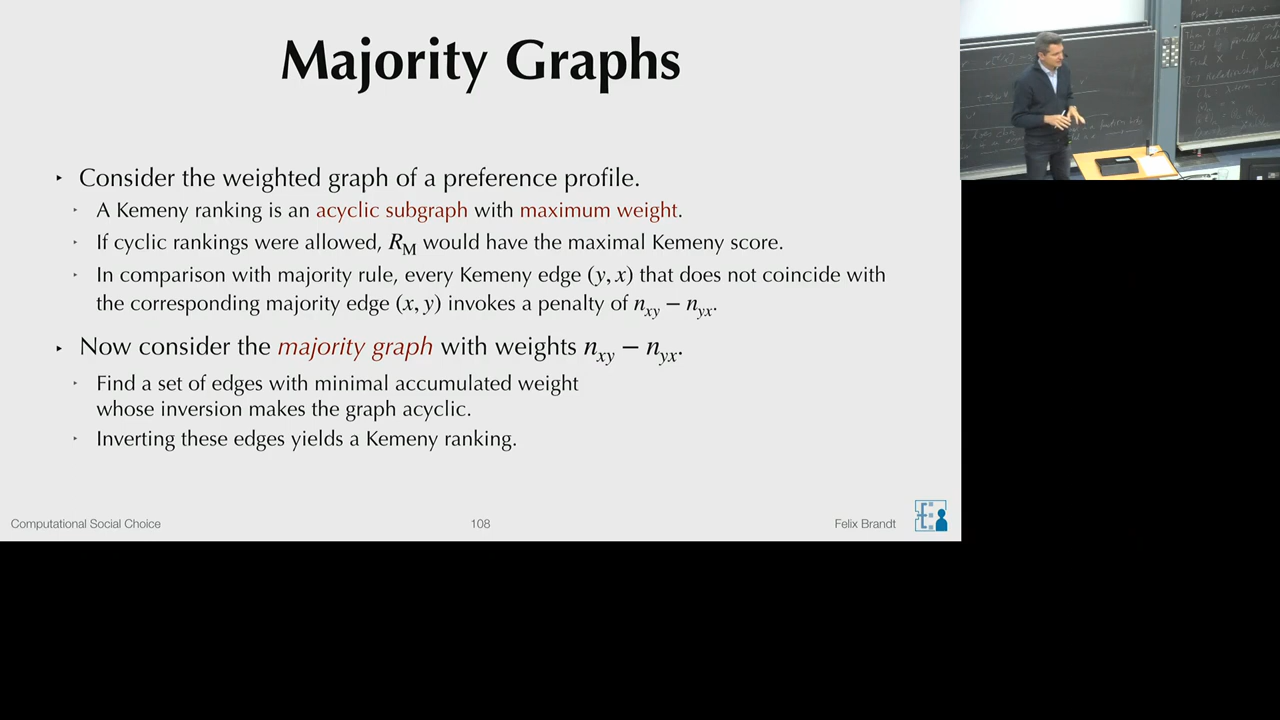 Majority Graphs
‣ Consider the weighted graph of a preference profile.
‣ A Kemeny ranking is an acyclic subgraph with maximum weight.
‣ If cyclic rankings were allowed, R_M would have the maximal Kemeny score.
‣ In comparison with majority rule, every Kemeny edge (y, x) that does not coincide with
the corresponding majority edge (x, y) invokes a penalty of n_xy − n_yx.
‣ Now consider the majority graph with weights n_xy − n_yx.
‣ Find a set of edges with minimal accumulated weight
whose inversion makes the graph acyclic.
‣ Inverting these edges yields a Kemeny ranking.
Computational Social Choice
108
Felix Brandt